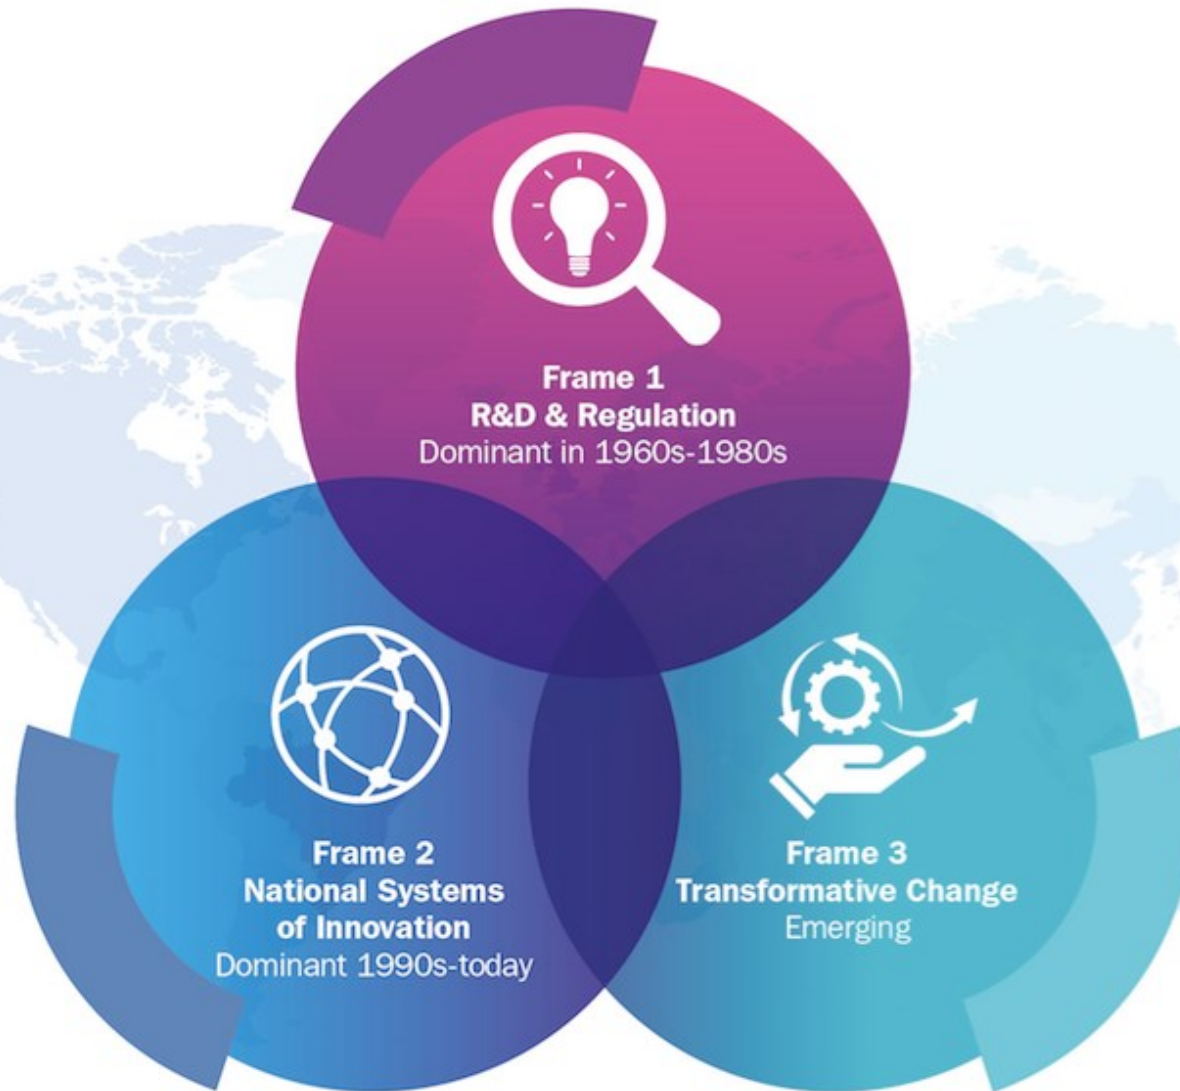 Frame 1
R&D & Regulation
Dominant in 1960s-1980s
Frame 2
National Systems
of Innovation
Dominant 1990s-today
Frame 3
Transformative Change
Emerging